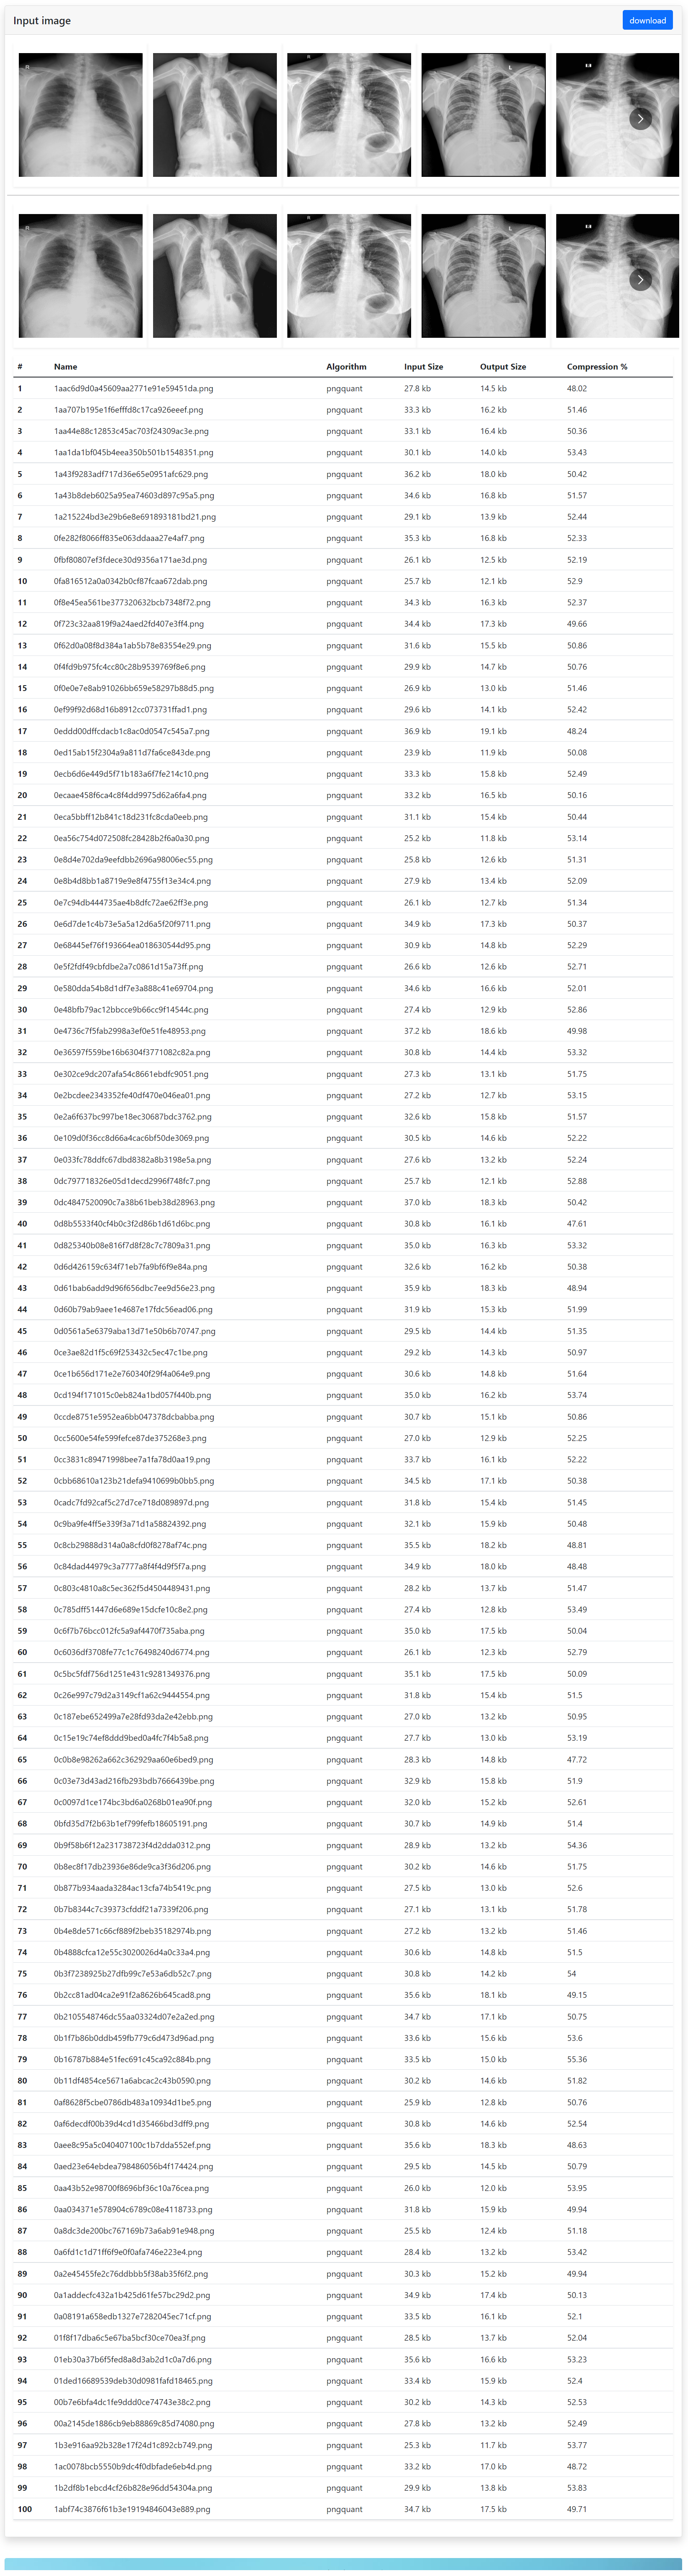 Input image
download
R
L
R
R
L
R
# Name Algorithm Input Size Output Size Compression %
1 1aac6d9d0a45609aa2771e91e59451da.png pngquant 27.8 kb 14.5 kb 48.02
2 1aa707b195e1f6efffd8c17ca926eeef.png pngquant 33.3 kb 16.2 kb 51.46
3 1aa44e88c12853c45ac703f24309ac3e.png pngquant 33.1 kb 16.4 kb 50.36
4 1aa1da1bf045b4eea350b501b1548351.png pngquant 30.1 kb 14.0 kb 53.43
5 1a43f9283adf717d36e65e0951afc629.png pngquant 36.2 kb 18.0 kb 50.42
6 1a43b8deb6025a95ea74603d897c95a5.png pngquant 34.6 kb 16.8 kb 51.57
7 1a215224bd3e29b6e8e691893181bd21.png pngquant 29.1 kb 13.9 kb 52.44
8 0fe282f8066ff835e063ddaaa27e4af7.png pngquant 35.3 kb 16.8 kb 52.33
9 0fbf80807ef3fdece30d9356a171ae3d.png pngquant 26.1 kb 12.5 kb 52.19
10 0fa816512a0a0342b0cf87fcaa672dab.png pngquant 25.7 kb 12.1 kb 52.9
11 0f8e45ea561be377320632bcb7348f72.png pngquant 34.3 kb 16.3 kb 52.37
12 0f723c32aa819f9a24aed2fd407e3ff4.png pngquant 34.4 kb 17.3 kb 49.66
13 0f62d0a08f8d384a1ab5b78e83554e29.png pngquant 31.6 kb 15.5 kb 50.86
14 0f4fd9b975fc4cc80c28b9539769f8e6.png pngquant 29.9 kb 14.7 kb 50.76
15 0f0e0e7e8ab91026bb659e58297b88d5.png pngquant 26.9 kb 13.0 kb 51.46
16 0ef99f92d68d16b8912cc073731ffad1.png pngquant 29.6 kb 14.1 kb 52.42
17 0eddd00dffcdacb1c8ac0d0547c545a7.png pngquant 36.9 kb 19.1 kb 48.24
18 0ed15ab15f2304a9a811d7fa6ce843de.png pngquant 23.9 kb 11.9 kb 50.08
19 0ecb6d6e449d5f71b183a6f7fe214c10.png pngquant 33.3 kb 15.8 kb 52.49
20 0ecaae458f6ca4c8f4dd9975d62a6fa4.png pngquant 33.2 kb 16.5 kb 50.16
21 0eca5bbff12b841c18d231fc8cda0eeb.png pngquant 31.1 kb 15.4 kb 50.44
22 0ea56c754d072508fc28428b2f6a0a30.png pngquant 25.2 kb 11.8 kb 53.14
23 0e8d4e702da9eefdbb2696a98006ec55.png pngquant 25.8 kb 12.6 kb 51.31
24 0e8b4d8bb1a8719e9e8f4755f13e34c4.png pngquant 27.9 kb 13.4 kb 52.09
25 0e7c94db444735ae4b8dfc72ae62ff3e.png pngquant 26.1 kb 12.7 kb 51.34
26 0e6d7de1c4b73e5a5a12d6a5f20f9711.png pngquant 34.9 kb 17.3 kb 50.37
27 0e68445ef76f193664ea018630544d95.png pngquant 30.9 kb 14.8 kb 52.29
28 0e5f2fdf49cbfdbe2a7c0861d15a73ff.png pngquant 26.6 kb 12.6 kb 52.71
29 0e580dda54b8d1df7e3a888c41e69704.png pngquant 34.6 kb 16.6 kb 52.01
30 0e48bfb79ac12bbcce9b66cc9f14544c.png pngquant 27.4 kb 12.9 kb 52.86
31 0e4736c7f5fab2998a3ef0e51fe48953.png pngquant 37.2 kb 18.6 kb 49.98
32 0e36597f559be16b6304f3771082c82a.png pngquant 30.8 kb 14.4 kb 53.32
33 0e302ce9dc207afa54c8661ebdfc9051.png pngquant 27.3 kb 13.1 kb 51.75
34 0e2bcdee2343352fe40df470e046ea01.png pngquant 27.2 kb 12.7 kb 53.15
35 0e2a6f637bc997be18ec30687bdc3762.png pngquant 32.6 kb 15.8 kb 51.57
36 0e109d0f36cc8d66a4cac6bf50de3069.png pngquant 30.5 kb 14.6 kb 52.22
37 0e033fc78ddfc67dbd8382a8b3198e5a.png pngquant 27.6 kb 13.2 kb 52.24
38 0dc797718326e05d1decd2996f748fc7.png pngquant 25.7 kb 12.1 kb 52.88
39 0dc4847520090c7a38b61beb38d28963.png pngquant 37.0 kb 18.3 kb 50.42
40 0d8b5533f40cf4b0c3f2d86b1d61d6bc.png pngquant 30.8 kb 16.1 kb 47.61
41 0d825340b08e816f7d8f28c7c7809a31.png pngquant 35.0 kb 16.3 kb 53.32
42 0d6d426159c634f71eb7fa9bf6f9e84a.png pngquant 32.6 kb 16.2 kb 50.38
43 0d61bab6add9d96f656dbc7ee9d56e23.png pngquant 35.9 kb 18.3 kb 48.94
44 0d60b79ab9aee1e4687e17fdc56ead06.png pngquant 31.9 kb 15.3 kb 51.99
45 0d0561a5e6379aba13d71e50b6b70747.png pngquant 29.5 kb 14.4 kb 51.35
46 0ce3ae82d1f5c69f253432c5ec47c1be.png pngquant 29.2 kb 14.3 kb 50.97
47 0ce1b656d171e2e760340f29f4a064e9.png pngquant 30.6 kb 14.8 kb 51.64
48 0cd194f171015c0eb824a1bd057f440b.png pngquant 35.0 kb 16.2 kb 53.74
49 0ccde8751e5952ea6bb047378dcbabba.png pngquant 30.7 kb 15.1 kb 50.86
50 0cc5600e54fe599fefce87de375268e3.png pngquant 27.0 kb 12.9 kb 52.25
51 0cc3831c89471998bee7a1fa78d0aa19.png pngquant 33.7 kb 16.1 kb 52.22
52 0cbb68610a123b21defa9410699b0bb5.png pngquant 34.5 kb 17.1 kb 50.38
53 0cadc7fd92caf5c27d7ce718d089897d.png pngquant 31.8 kb 15.4 kb 51.45
54 0c9ba9fe4ff5e339f3a71d1a58824392.png pngquant 32.1 kb 15.9 kb 50.48
55 0c8cb29888d314a0a8cfd0f8278af74c.png pngquant 35.5 kb 18.2 kb 48.81
56 0c84dad44979c3a7777a8f4f4d9f5f7a.png pngquant 34.9 kb 18.0 kb 48.48
57 0c803c4810a8c5ec362f5d4504489431.png pngquant 28.2 kb 13.7 kb 51.47
58 0c785dff51447d6e689e15dcfe10c8e2.png pngquant 27.4 kb 12.8 kb 53.49
59 0c6f7b76bcc012fc5a9af4470f735aba.png pngquant 35.0 kb 17.5 kb 50.04
60 0c6036df3708fe77c1c76498240d6774.png pngquant 26.1 kb 12.3 kb 52.79
61 0c5bc5fdf756d1251e431c9281349376.png pngquant 35.1 kb 17.5 kb 50.09
62 0c26e997c79d2a3149cf1a62c9444554.png pngquant 31.8 kb 15.4 kb 51.5
63 0c187ebe652499a7e28fd93da2e42ebb.png pngquant 27.0 kb 13.2 kb 50.95
64 0c15e19c74ef8ddd9bed0a4fc7f4b5a8.png pngquant 27.7 kb 13.0 kb 53.19
65 0c0b8e98262a662c362929aa60e6bed9.png pngquant 28.3 kb 14.8 kb 47.72
66 0c03e73d43ad216fb293bdb7666439be.png pngquant 32.9 kb 15.8 kb 51.9
67 0c0097d1ce174bc3bd6a0268b01ea90f.png pngquant 32.0 kb 15.2 kb 52.61
68 0bfd35d7f2b63b1ef799fefb18605191.png pngquant 30.7 kb 14.9 kb 51.4
69 0b9f58b6f12a231738723f4d2dda0312.png pngquant 28.9 kb 13.2 kb 54.36
70 0b8ec8f17db23936e86de9ca3f36d206.png pngquant 30.2 kb 14.6 kb 51.75
71 0b877b934aada3284ac13cfa74b5419c.png pngquant 27.5 kb 13.0 kb 52.6
72 0b7b8344c7c39373cfddf21a7339f206.png pngquant 27.1 kb 13.1 kb 51.78
73 0b4e8de571c66cf889f2beb35182974b.png pngquant 27.2 kb 13.2 kb 51.46
74 0b4888cfca12e55c3020026d4a0c33a4.png pngquant 30.6 kb 14.8 kb 51.5
75 0b3f7238925b27dfb99c7e53a6db52c7.png pngquant 30.8 kb 14.2 kb 54
76 0b2cc81ad04ca2e91f2a8626b645cad8.png pngquant 35.6 kb 18.1 kb 49.15
77 0b2105548746dc55aa03324d07e2a2ed.png pngquant 34.7 kb 17.1 kb 50.75
78 0b1f7b86b0ddb459fb779c6d473d96ad.png pngquant 33.6 kb 15.6 kb 53.6
79 0b16787b884e51fec691c45ca92c884b.png pngquant 33.5 kb 15.0 kb 55.36
80 0b11df4854ce5671a6abcac2c43b0590.png pngquant 30.2 kb 14.6 kb 51.82
81 0af8628f5cbe0786db483a10934d1be5.png pngquant 25.9 kb 12.8 kb 50.76
82 0af6decdf00b39d4cd1d35466bd3dff9.png pngquant 30.8 kb 14.6 kb 52.54
83 0aee8c95a5c040407100c1b7dda552ef.png pngquant 35.6 kb 18.3 kb 48.63
84 0aed23e64ebdea798486056b4f174424.png pngquant 29.5 kb 14.5 kb 50.79
85 0aa43b52e98700f8696bf36c10a76cea.png pngquant 26.0 kb 12.0 kb 53.95
86 0aa034371e578904c6789c08e4118733.png pngquant 31.8 kb 15.9 kb 49.94
87 0a8dc3de200bc767169b73a6ab91e948.png pngquant 25.5 kb 12.4 kb 51.18
88 0a6fd1c1d71ff6f9e0f0afa746e223e4.png pngquant 28.4 kb 13.2 kb 53.42
89 0a2e45455fe2c76ddbbb5f38ab35f6f2.png pngquant 30.3 kb 15.2 kb 49.94
90 0a1addecfc432a1b425d61fe57bc29d2.png pngquant 34.9 kb 17.4 kb 50.13
91 0a08191a658edb1327e7282045ec71cf.png pngquant 33.5 kb 16.1 kb 52.1
92 01f8f17dba6c5e67ba5bcf30ce70ea3f.png pngquant 28.5 kb 13.7 kb 52.04
93 01eb30a37b6f5fed8a8d3ab2d1c0a7d6.png pngquant 35.6 kb 16.6 kb 53.23
94 01ded16689539deb30d0981fafd18465.png pngquant 33.4 kb 15.9 kb 52.4
95 00b7e6bfa4dc1fe9ddd0ce74743e38c2.png pngquant 30.2 kb 14.3 kb 52.53
96 00a2145de1886cb9eb88869c85d74080.png pngquant 27.8 kb 13.2 kb 52.49
97 1b3e916aa92b328e17f24d1c892cb749.png pngquant 25.3 kb 11.7 kb 53.77
98 1ac0078bcb5550b9dc4f0dbfade6eb4d.png pngquant 33.2 kb 17.0 kb 48.72
99 1b2df8b1ebcd4cf26b828e96dd54304a.png pngquant 29.9 kb 13.8 kb 53.83
100 1abf74c3876f61b3e19194846043e889.png pngquant 34.7 kb 17.5 kb 49.71